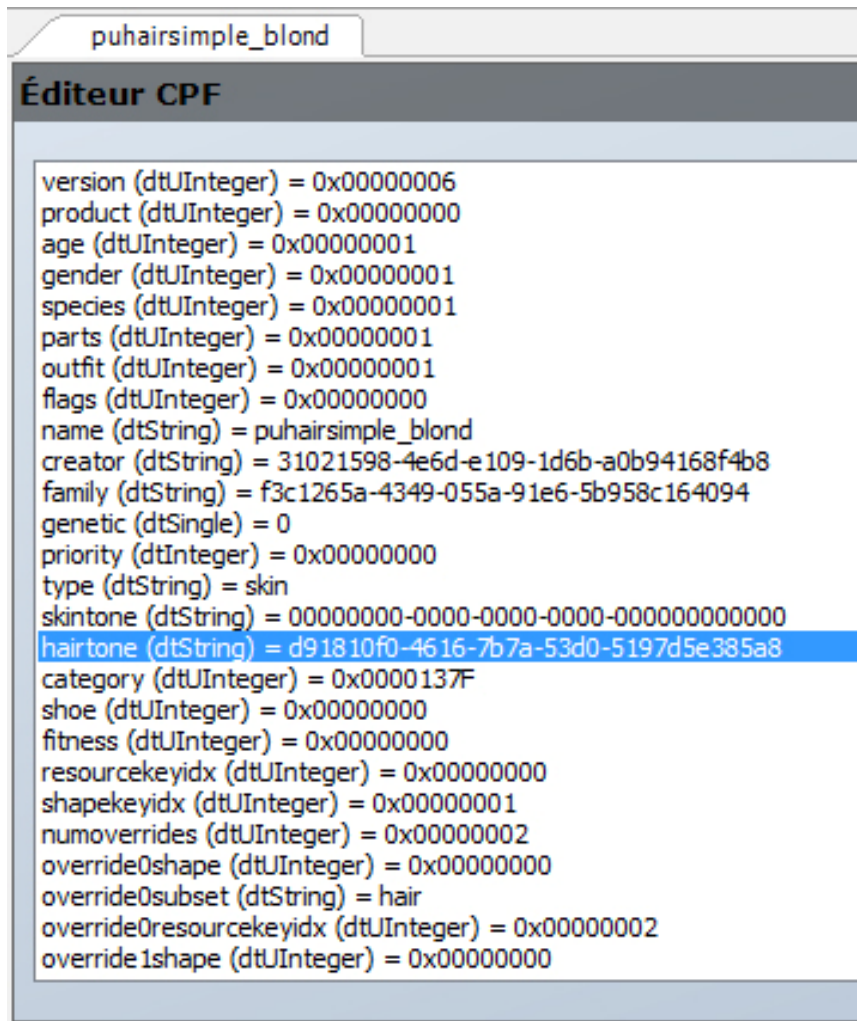 puhairsimple_blond
Éditeur CPF
version (dtUInteger) = 0x00000006
product (dtUInteger) = 0x00000000
age (dtUInteger) = 0x00000001
gender (dtUInteger) = 0x00000001
species (dtUInteger) = 0x00000001
parts (dtUInteger) = 0x00000001
outfit (dtUInteger) = 0x00000001
flags (dtUInteger) = 0x00000000
name (dtString) = puhairsimple_blond
creator (dtString) = 31021598-4e6d-e109-1d6b-a0b94168f4b8
family (dtString) = f3c1265a-4349-055a-91e6-5b958c164094
genetic (dtSingle) = 0
priority (dtInteger) = 0x00000000
type (dtString) = skin
skintone (dtString) = 00000000-0000-0000-0000-000000000000
hairtone (dtString) = d91810f0-4616-7b7a-53d0-5197d5e385a8
category (dtUInteger) = 0x0000137F
shoe (dtUInteger) = 0x00000000
fitness (dtUInteger) = 0x00000000
resourcekeyidx (dtUInteger) = 0x00000000
shapekeyidx (dtUInteger) = 0x00000001
numoverrides (dtUInteger) = 0x00000002
override0shape (dtUInteger) = 0x00000000
override0subset (dtString) = hair
override0resourcekeyidx (dtUInteger) = 0x00000002
override1shape (dtUInteger) = 0x00000000